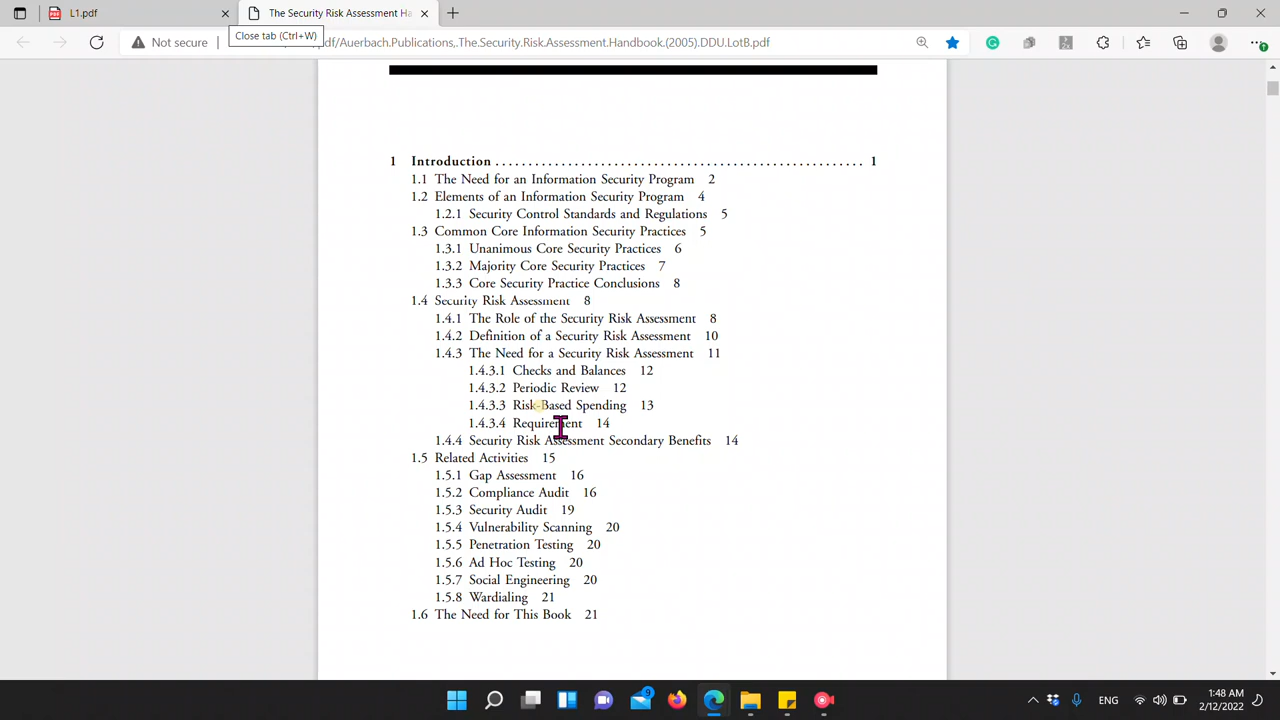 L1.pdf
The Security Risk Assessment Ha
Close tab (Ctrl+W)
Not secure
pdf/Auerbach.Publications,.The.Security.Risk.Assessment.Handbook.(2005).DDU.LotB.pdf
1 Introduction . . . . . . . . . . . . . . . . . . . . . . . . . . . . . . . . . . . . . . . . . . . . . . . . . . . . . . . . 1
1.1 The Need for an Information Security Program 2
1.2 Elements of an Information Security Program 4
1.2.1 Security Control Standards and Regulations 5
1.3 Common Core Information Security Practices 5
1.3.1 Unanimous Core Security Practices 6
1.3.2 Majority Core Security Practices 7
1.3.3 Core Security Practice Conclusions 8
1.4 Security Risk Assessment 8
1.4.1 The Role of the Security Risk Assessment 8
1.4.2 Definition of a Security Risk Assessment 10
1.4.3 The Need for a Security Risk Assessment 11
1.4.3.1 Checks and Balances 12
1.4.3.2 Periodic Review 12
1.4.3.3 Risk-Based Spending 13
1.4.3.4 Requirement 14
1.4.4 Security Risk Assessment Secondary Benefits 14
1.5 Related Activities 15
1.5.1 Gap Assessment 16
1.5.2 Compliance Audit 16
1.5.3 Security Audit 19
1.5.4 Vulnerability Scanning 20
1.5.5 Penetration Testing 20
1.5.6 Ad Hoc Testing 20
1.5.7 Social Engineering 20
1.5.8 Wardialing 21
1.6 The Need for This Book 21
9
ENG
1:48 AM
2/12/2022